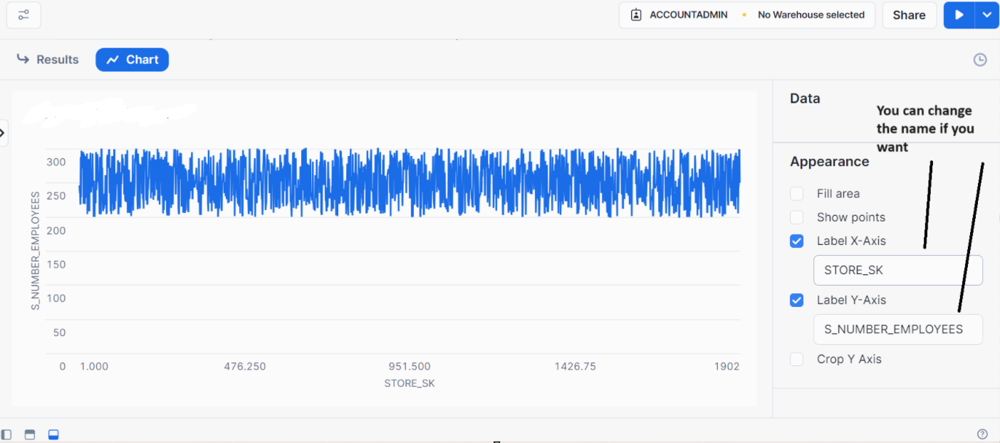 ACCOUNTADMIN No Warehouse selected Share
Results Chart
Data
You can change
the name if you
want
Appearance
Fill area
Show points
Label X-Axis
STORE_SK
Label Y-Axis
S_NUMBER_EMPLOYEES
Crop Y Axis
S_NUMBER_EMPLOYEES
300
250
200
150
100
50
0 1.000 476.250 951.500 1426.75 1902
STORE_SK